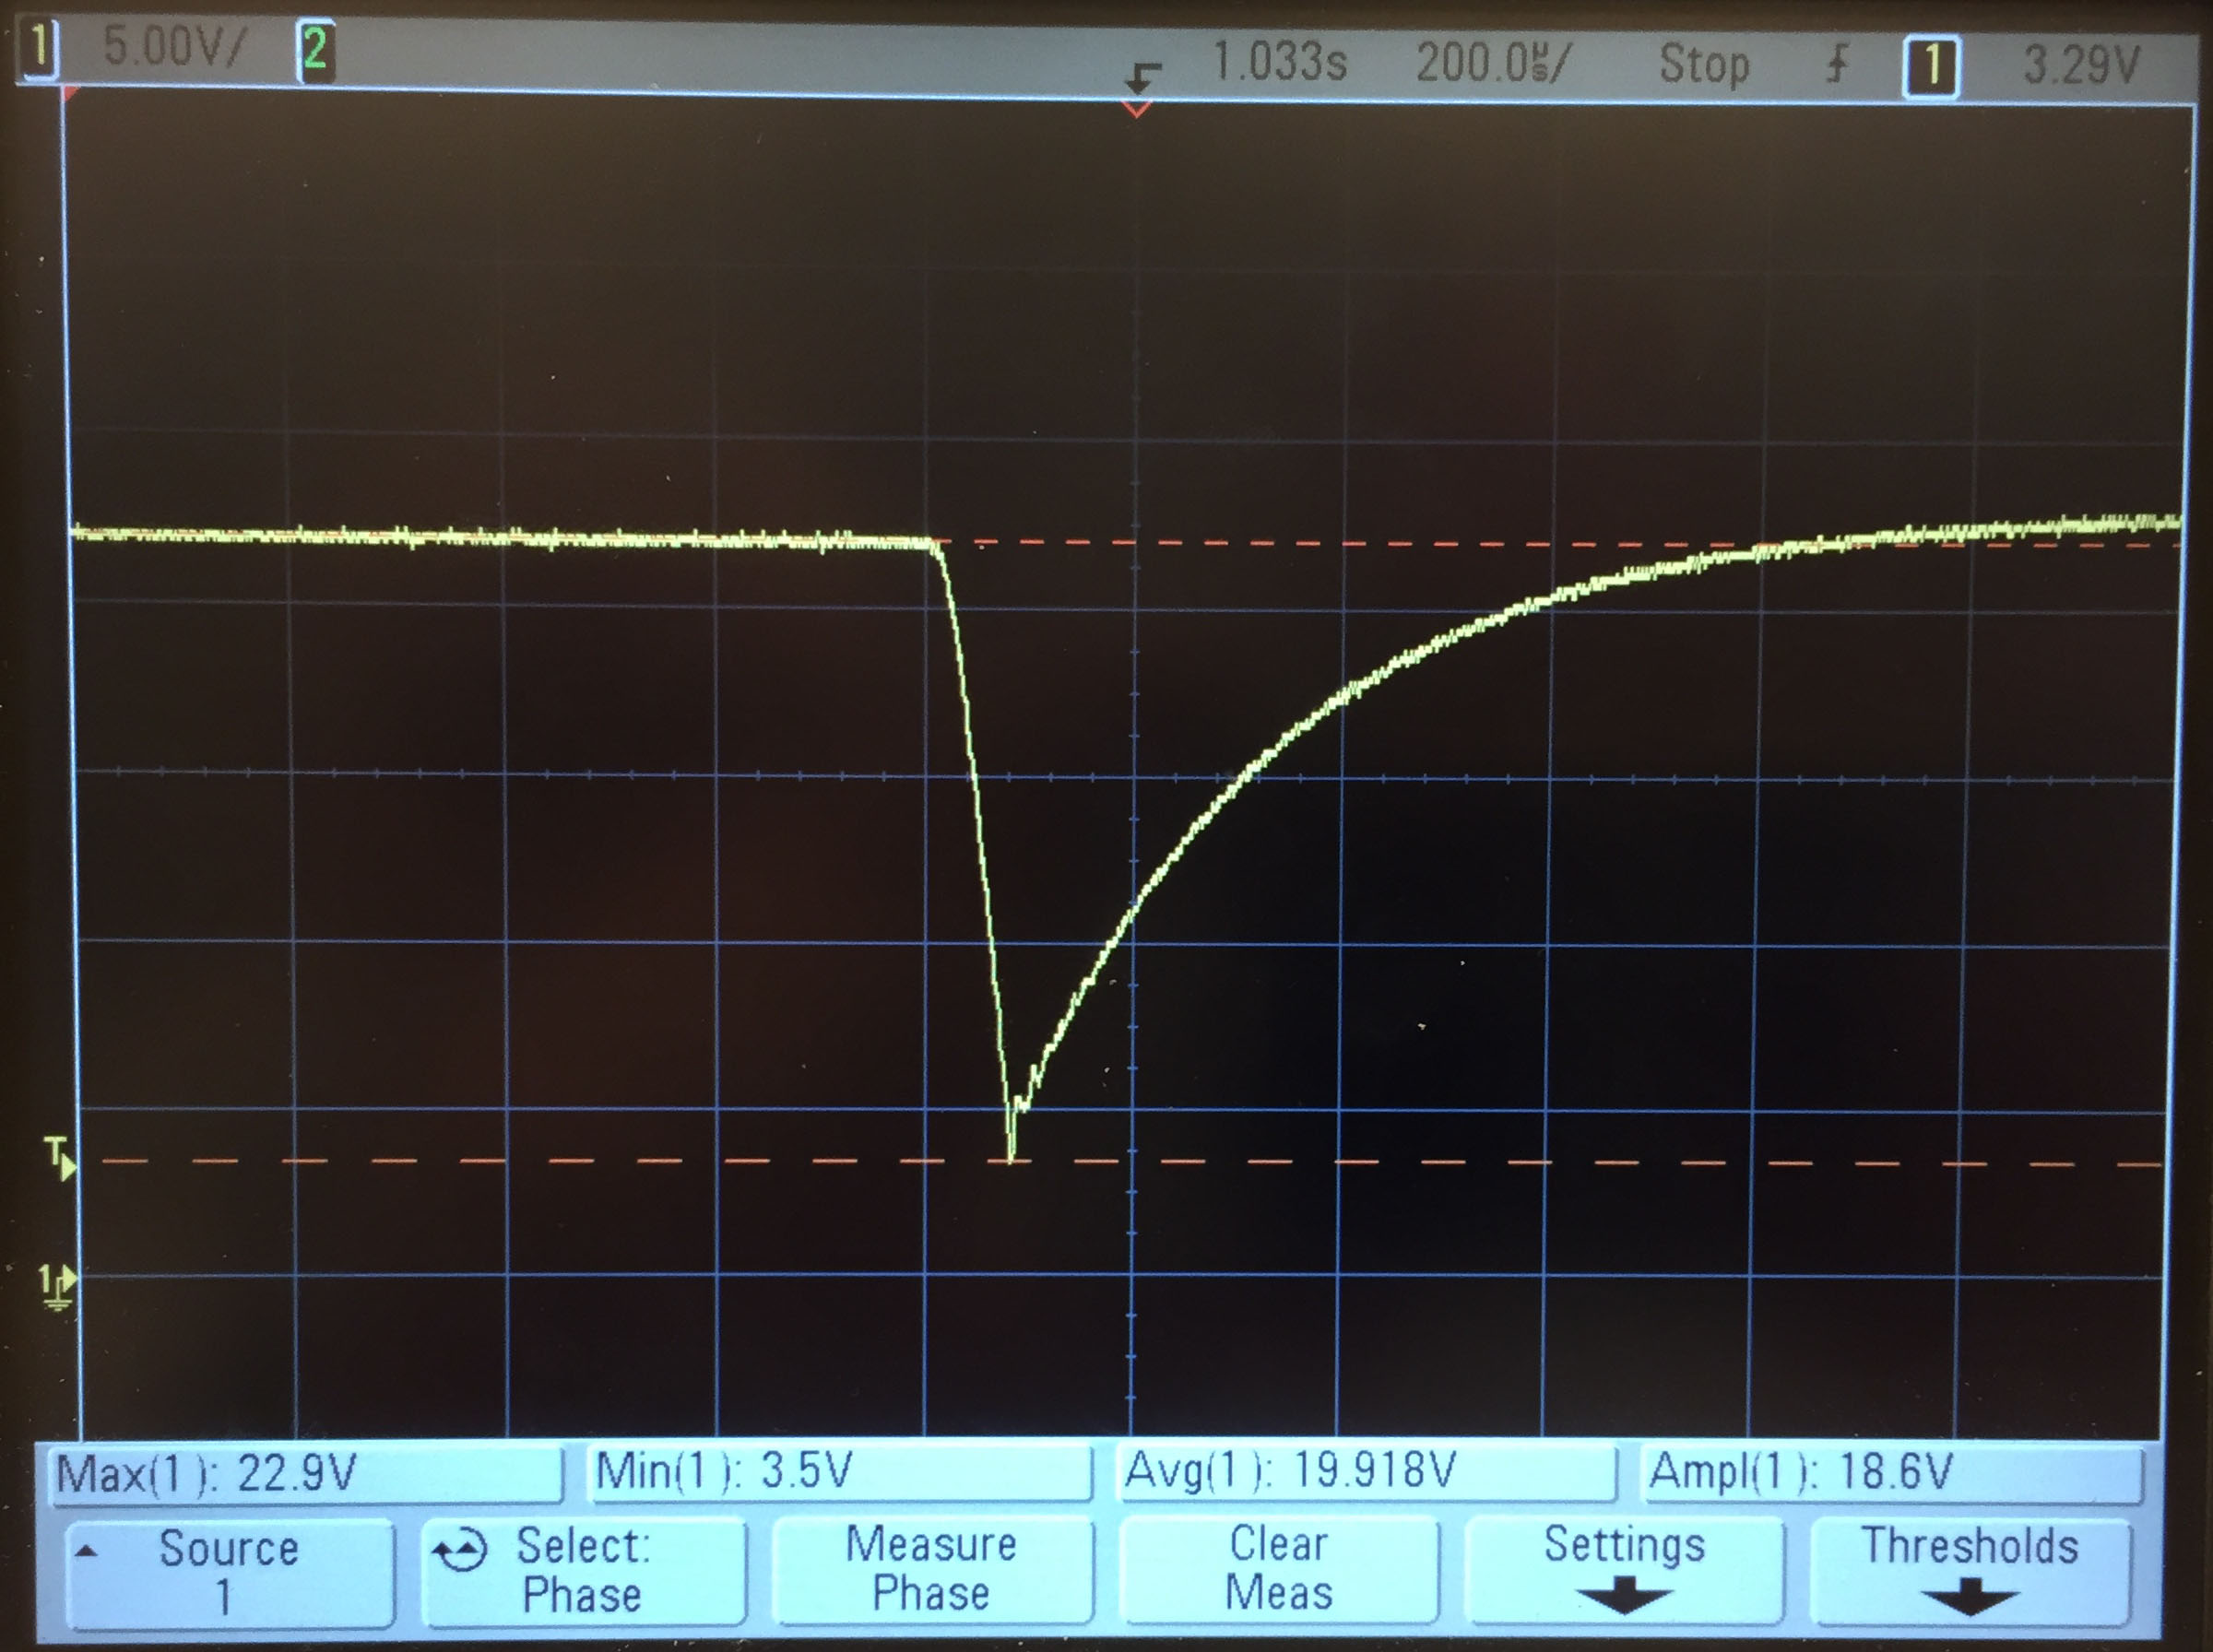 1 5.00V/ 2 1.033s 200.0µs/ Stop 1 3.29V
T
1
Max(1): 22.9V Min(1): 3.5V Avg(1): 19.918V Ampl(1): 18.6V
Source
1
Select:
Phase
Measure
Phase
Clear
Meas
Settings
Thresholds